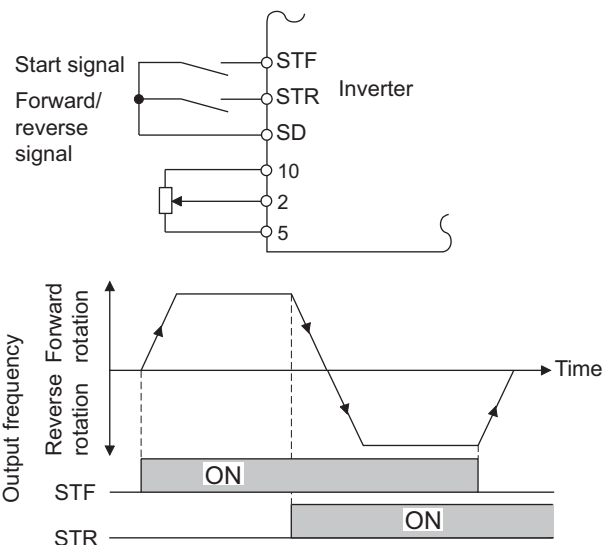 Start signal
Forward/
reverse
signal
STF
STR
SD
Inverter
10
2
5
Output frequency
Reverse Forward
rotation rotation
Time
ON
STF
ON
STR